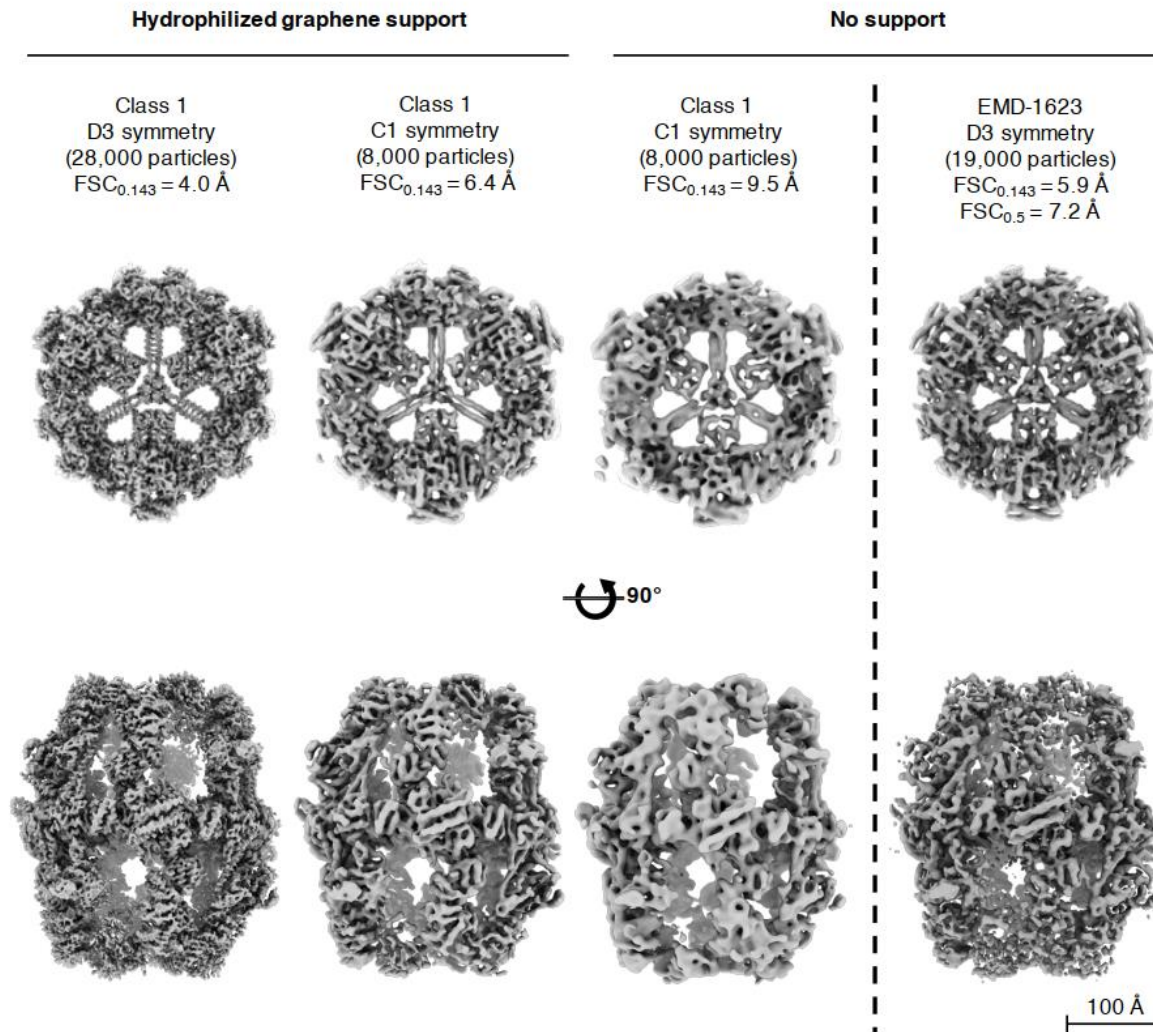 Hydrophilized graphene support
No support
Class 1
D3 symmetry
(28,000 particles)
FSC0.143 = 4.0 Å
Class 1
C1 symmetry
(8,000 particles)
FSC0.143 = 6.4 Å
Class 1
C1 symmetry
(8,000 particles)
FSC0.143 = 9.5 Å
EMD-1623
D3 symmetry
(19,000 particles)
FSC0.143 = 5.9 Å
FSC0.5 = 7.2 Å
90°
100 Å